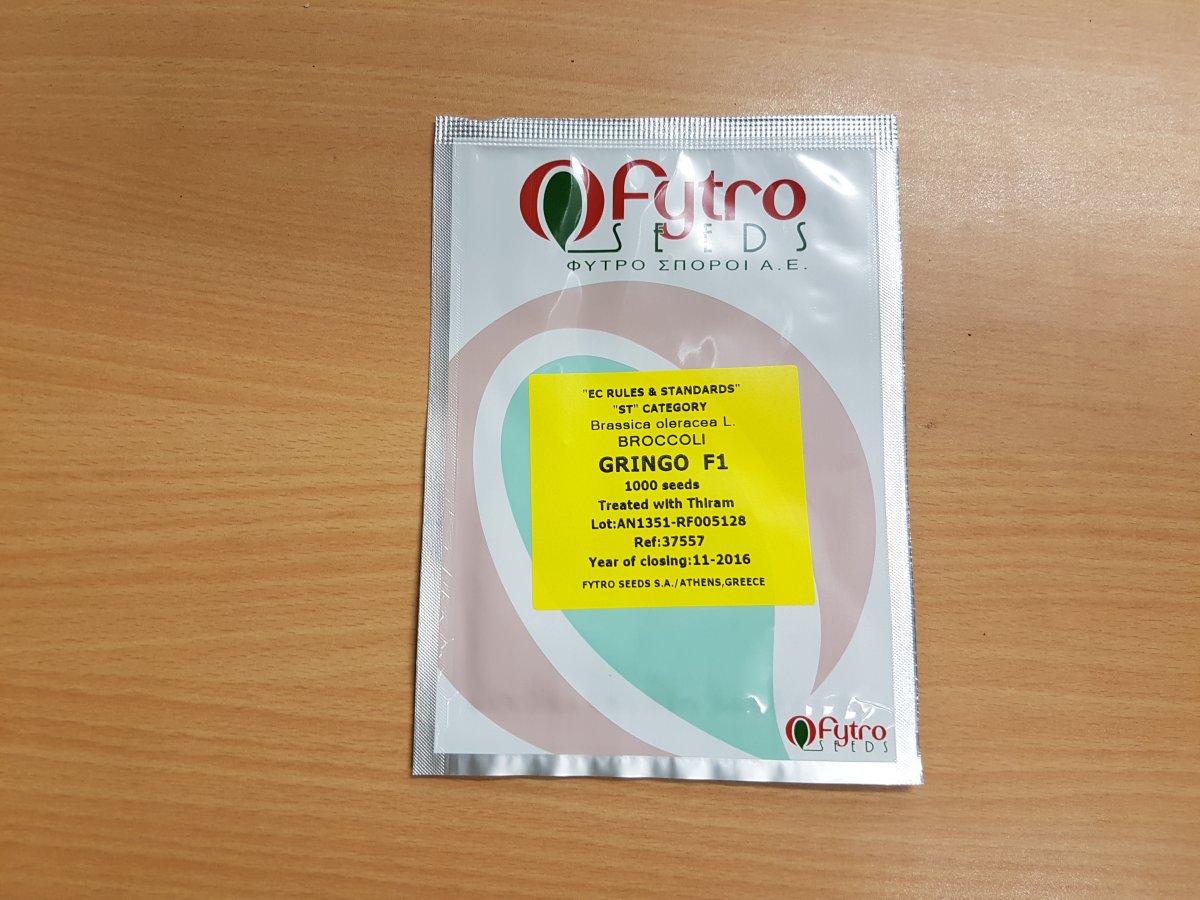 Fytro
SEEDS
ΦΥΤΡΟ ΣΠΟΡΟΙ Α.Ε.
"EC RULES & STANDARDS"
"ST" CATEGORY
Brassica oleracea L.
BROCCOLI
GRINGO F1
1000 seeds
Treated with Thiram
Lot:AN1351-RF005128
Ref:37557
Year of closing:11-2016
FYTRO SEEDS S.A./ATHENS,GREECE
Fytro
SEEDS